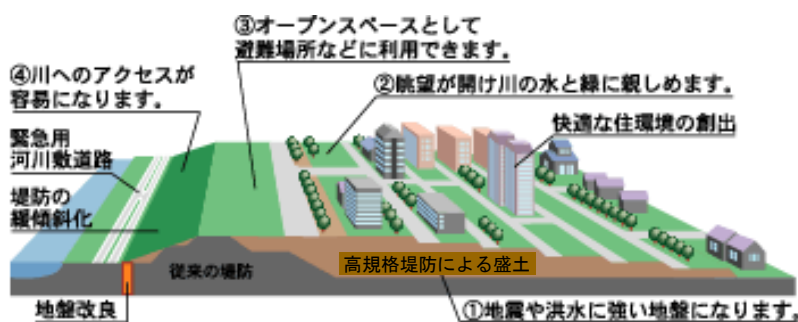 ③オープンスペースとして
避難場所などに利用できます。
④川へのアクセスが
容易になります。
②眺望が開け川の水と緑に親しめます。
快適な住環境の創出
緊急用
河川敷道路
堤防の
緩傾斜化
従来の堤防
高規格堤防による盛土
地盤改良
①地震や洪水に強い地盤になります。